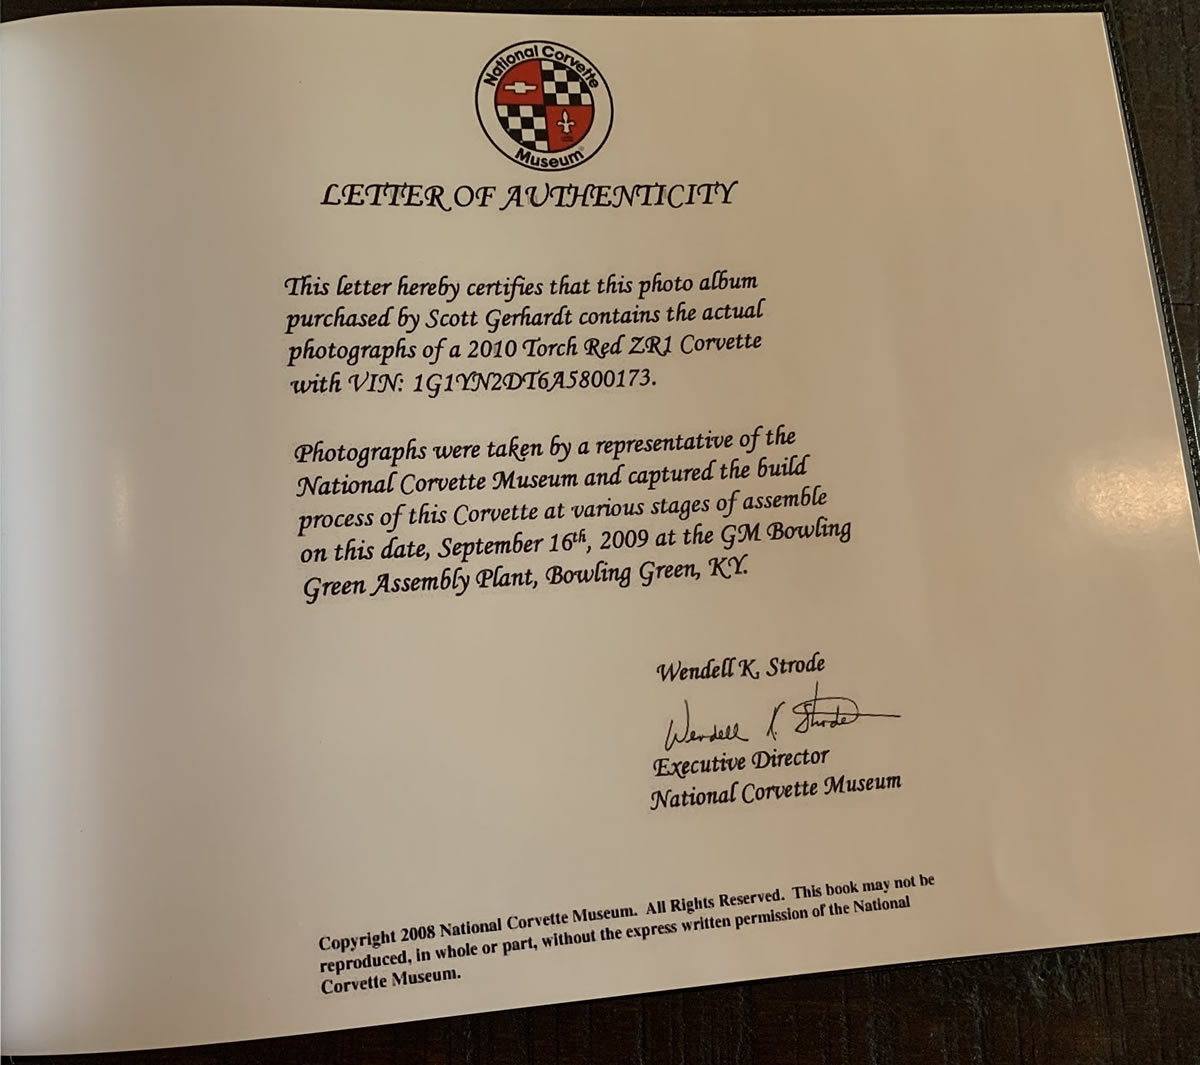 National Corvette
Museum
LETTER OF AUTHENTICITY
This letter hereby certifies that this photo album
purchased by Scott Gerhardt contains the actual
photographs of a 2010 Torch Red ZR1 Corvette
with VIN: 1G1YN2DT6A5800173.
Photographs were taken by a representative of the
National Corvette Museum and captured the build
process of this Corvette at various stages of assemble
on this date, September 16th, 2009 at the GM Bowling
Green Assembly Plant, Bowling Green, KY.
Wendell K. Strode
Wendell K. Strode
Executive Director
National Corvette Museum
Copyright 2008 National Corvette Museum. All Rights Reserved. This book may not be
reproduced, in whole or part, without the express written permission of the National
Corvette Museum.